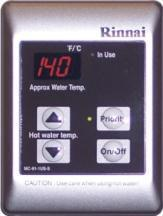 Rinnai
°F/°C
140
In Use
Approx Water Temp.
Priority
Hot water temp.
On/Off
MC-91-1US-S
CAUTION : Use care when using hot water!